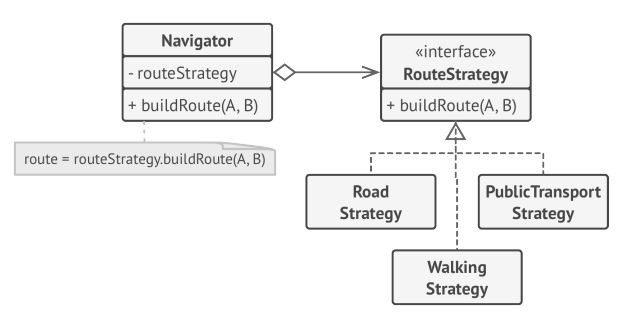 Navigator
- routeStrategy
+ buildRoute(A, B)
route = routeStrategy.buildRoute(A, B)
«interface»
RouteStrategy
+ buildRoute(A, B)
Road
Strategy
PublicTransport
Strategy
Walking
Strategy